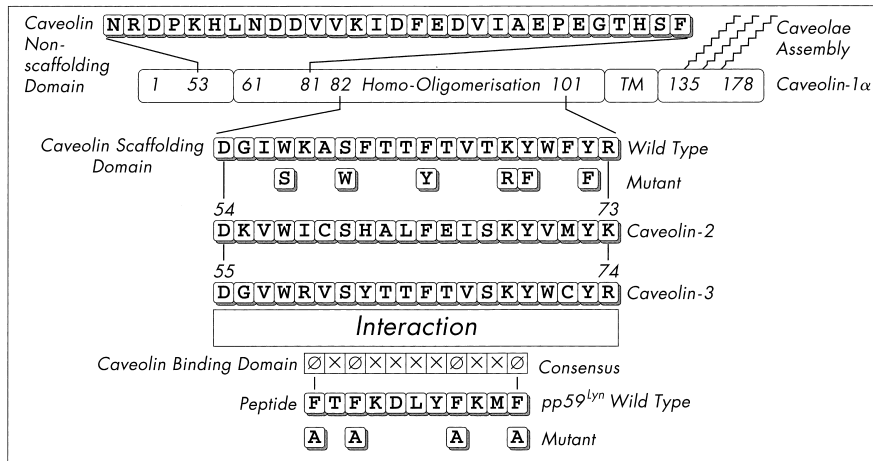 Caveolin NRDPKHLNDDVVKIDFEDVIAEPEGTHSF Caveolae
Non- Assembly
scaffolding
Domain 1 53 61 81 82 Homo-Oligomerisation 101 TM 135 178 Caveolin-1α
Caveolin Scaffolding DGIWKASFTTFTVTKYWFYR Wild Type
Domain
S W Y R F F Mutant
54 73
DKVWICSHALFEISKYVMYK Caveolin-2
55 74
DGVWRVSYTTFTVSKYWCYR Caveolin-3
Interaction
Caveolin Binding Domain Ø×Ø××××Ø××Ø Consensus
Peptide FTFKDLYFKMF pp59Lyn Wild Type
A A A A Mutant